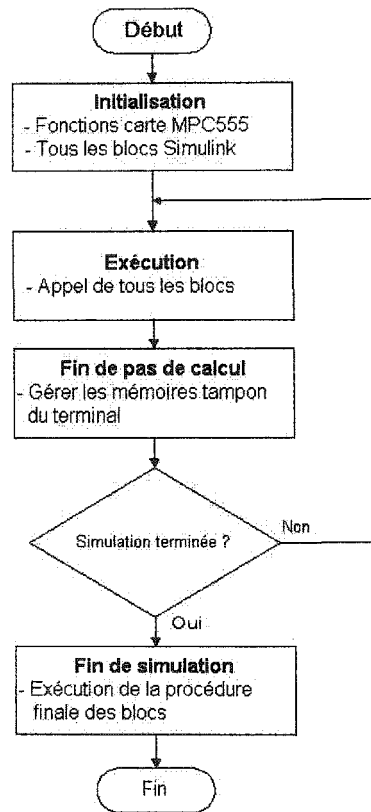 Début
Initialisation
- Fonctions carte MPC555
- Tous les blocs Simulink
Exécution
- Appel de tous les blocs
Fin de pas de calcul
- Gérer les mémoires tampon
du terminal
Simulation terminée ?
Non
Oui
Fin de simulation
- Exécution de la procédure
finale des blocs
Fin